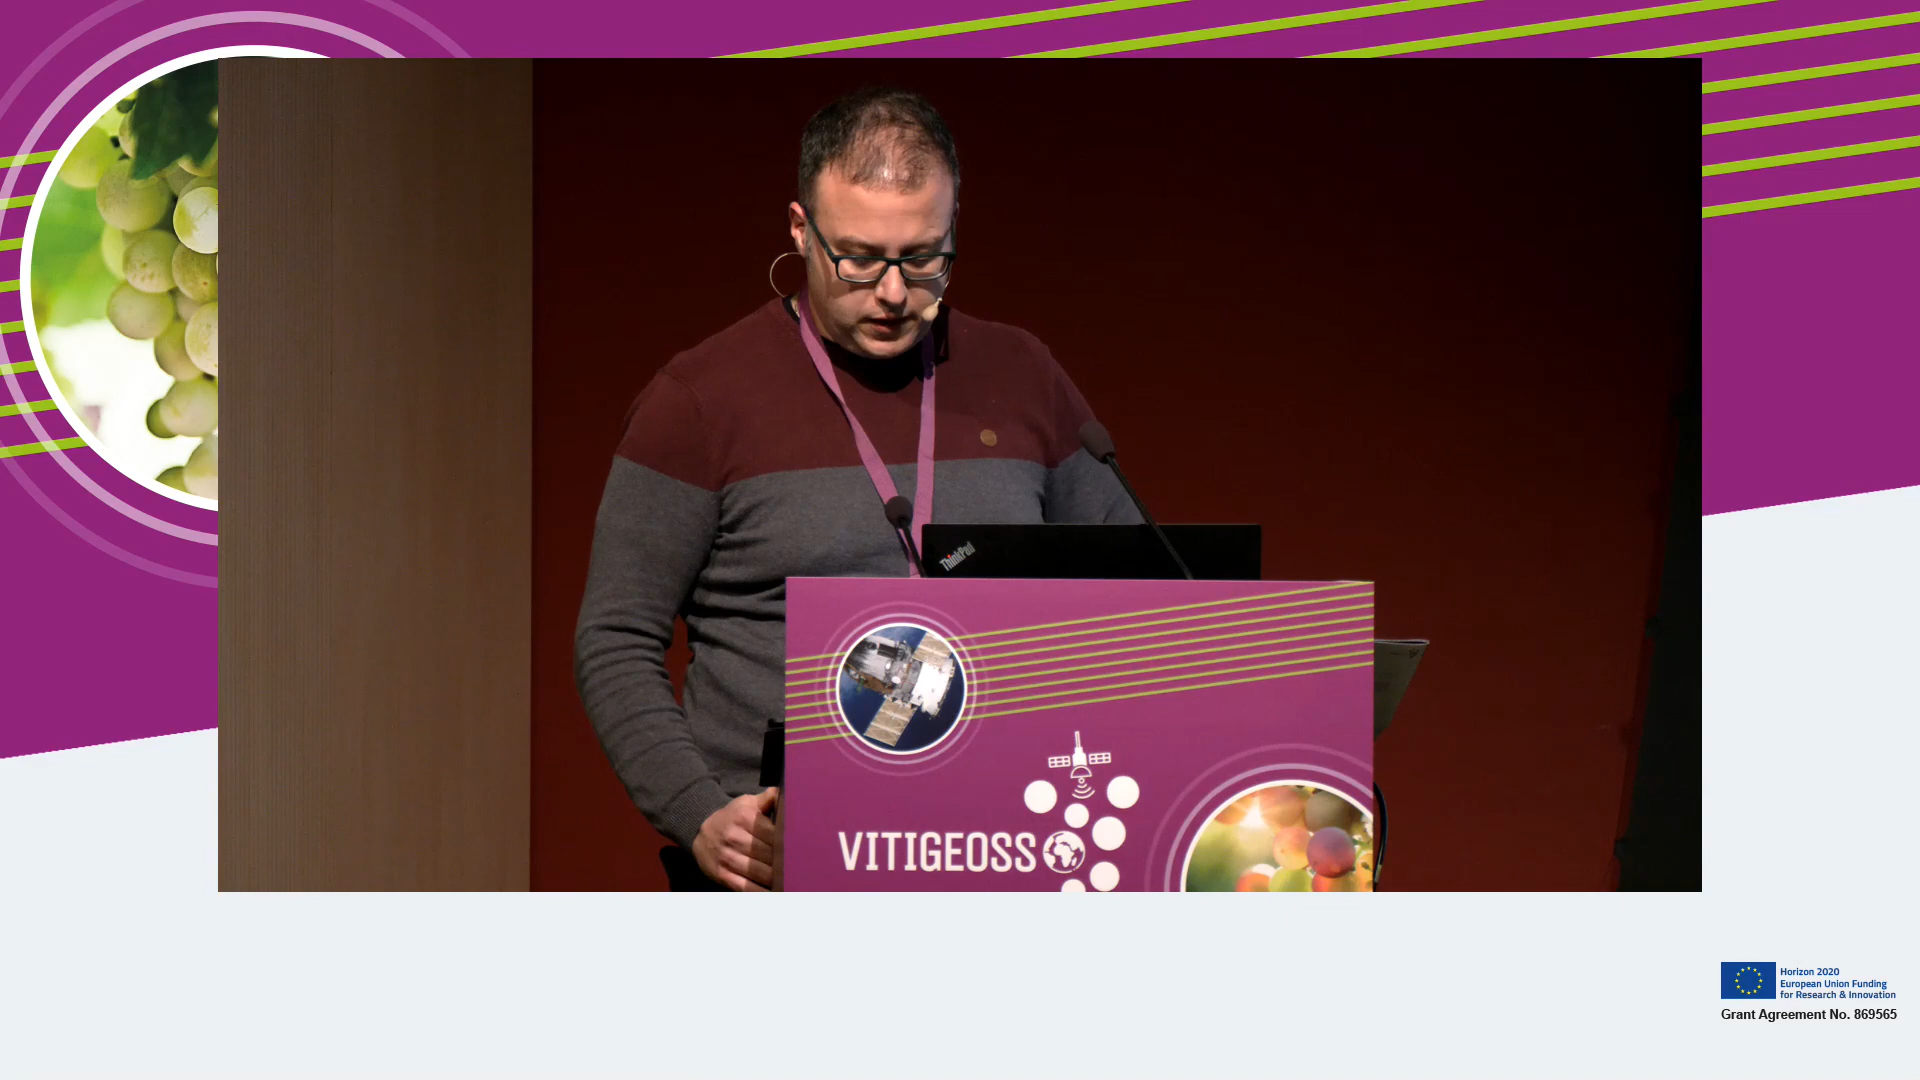 ThinkPad
VITIGEOSS
Horizon 2020
European Union Funding
for Research & Innovation
Grant Agreement No. 869565